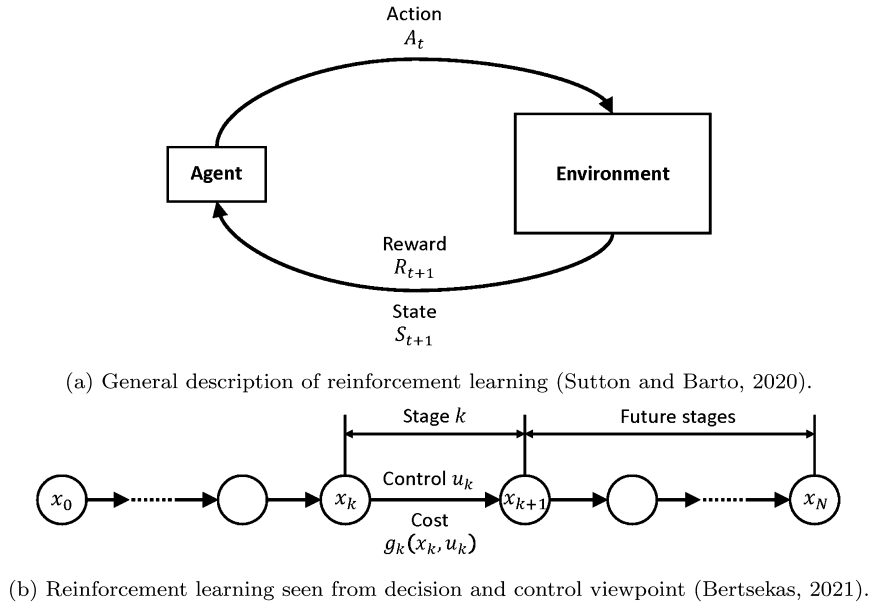 Action
A_t
Agent
Environment
Reward
R_{t+1}
State
S_{t+1}
(a) General description of reinforcement learning (Sutton and Barto, 2020).
Stage k
Future stages
x_0
x_k
Control u_k
x_{k+1}
x_N
Cost
g_k(x_k, u_k)
(b) Reinforcement learning seen from decision and control viewpoint (Bertsekas, 2021).